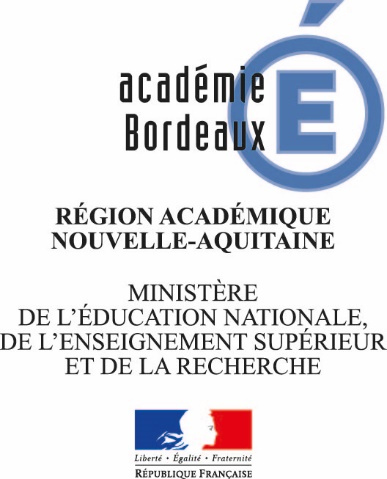 académie
Bordeaux
É
RÉGION ACADÉMIQUE
NOUVELLE-AQUITAINE
MINISTÈRE
DE L'ÉDUCATION NATIONALE,
DE L'ENSEIGNEMENT SUPÉRIEUR
ET DE LA RECHERCHE
Liberté • Égalité • Fraternité
RÉPUBLIQUE FRANÇAISE